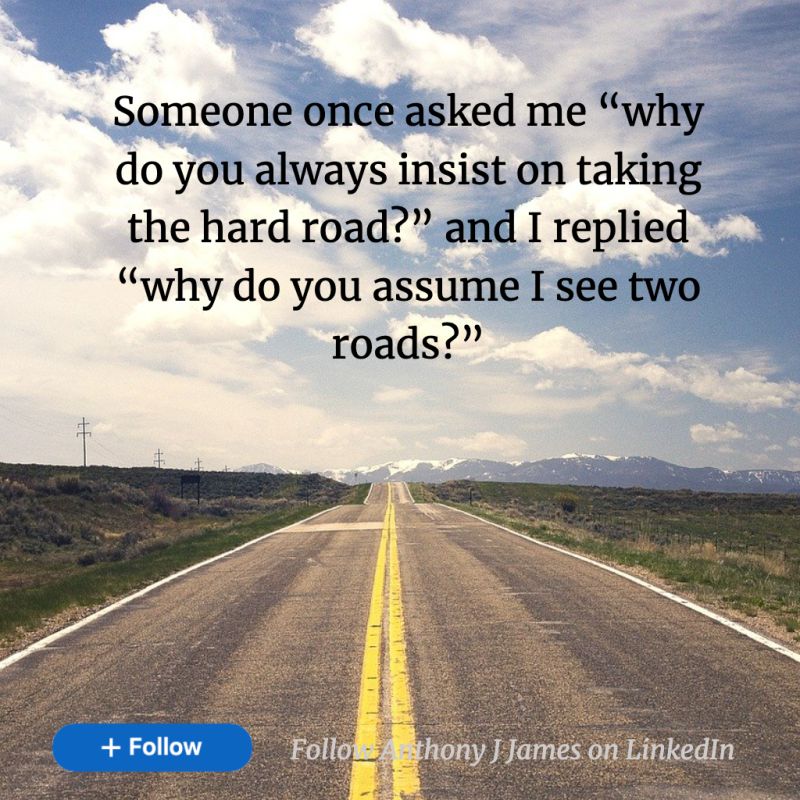 Someone once asked me “why
do you always insist on taking
the hard road?” and I replied
“why do you assume I see two
roads?”
+ Follow
Follow Anthony J James on LinkedIn